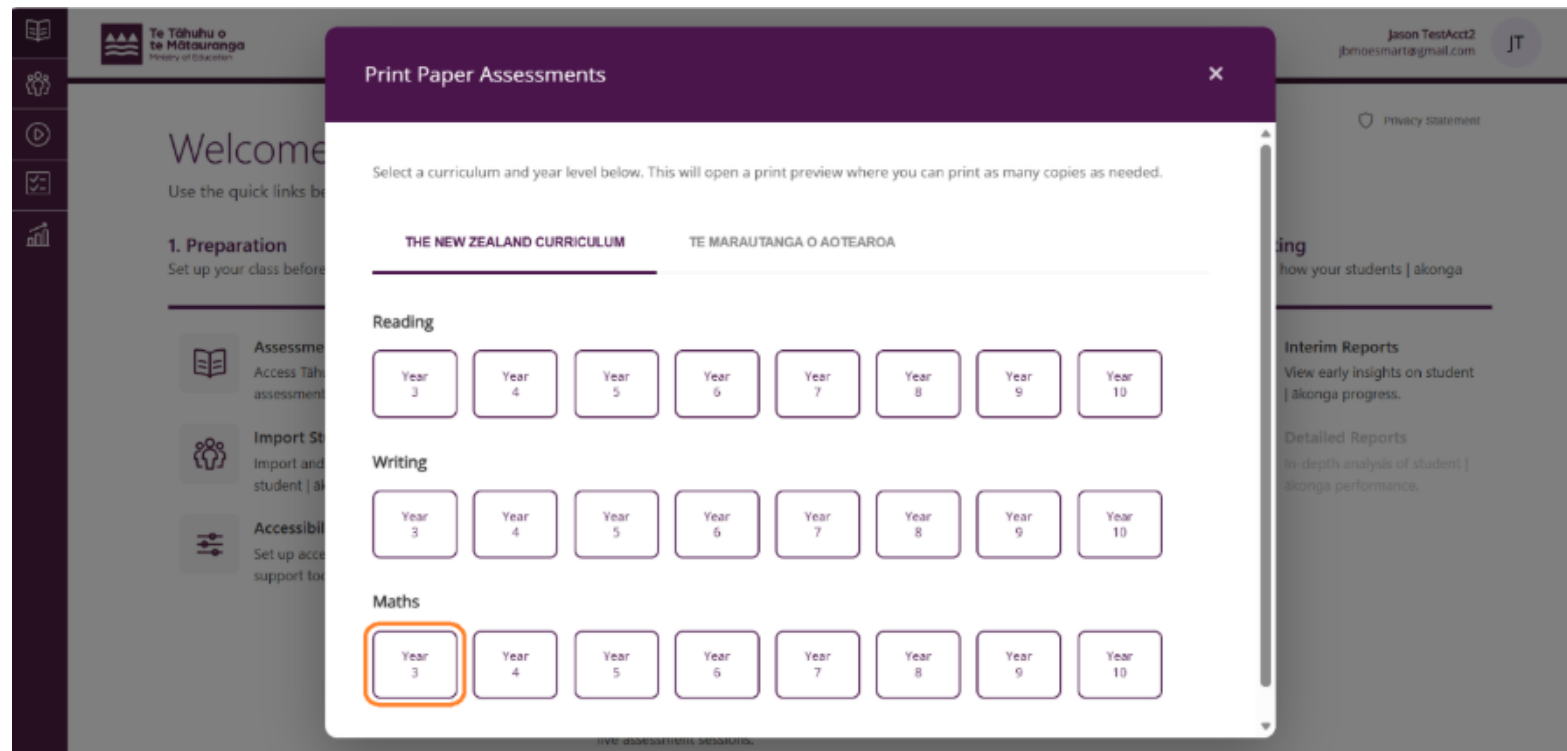 Te Tāhuhu o
te Mātauranga
Ministry of Education
Jason TestAcct2
jbmoesmart@gmail.com
JT
Print Paper Assessments
×
Privacy Statement
Welcome
Use the quick links be
1. Preparation
Set up your class before
Select a curriculum and year level below. This will open a print preview where you can print as many copies as needed.
THE NEW ZEALAND CURRICULUM TE MARAUTANGA O AOTEAROA
ting
how your students | ākonga
Reading
Year Year Year Year Year Year Year Year
3 4 5 6 7 8 9 10
Writing
Year Year Year Year Year Year Year Year
3 4 5 6 7 8 9 10
Maths
Year Year Year Year Year Year Year Year
3 4 5 6 7 8 9 10
Assessme
Access Tāhu
assessment
Import St
Import and
student | āk
Accessibil
Set up acce
support too
Interim Reports
View early insights on student
| ākonga progress.
Detailed Reports
In-depth analysis of student |
ākonga performance.
live assessment sessions.